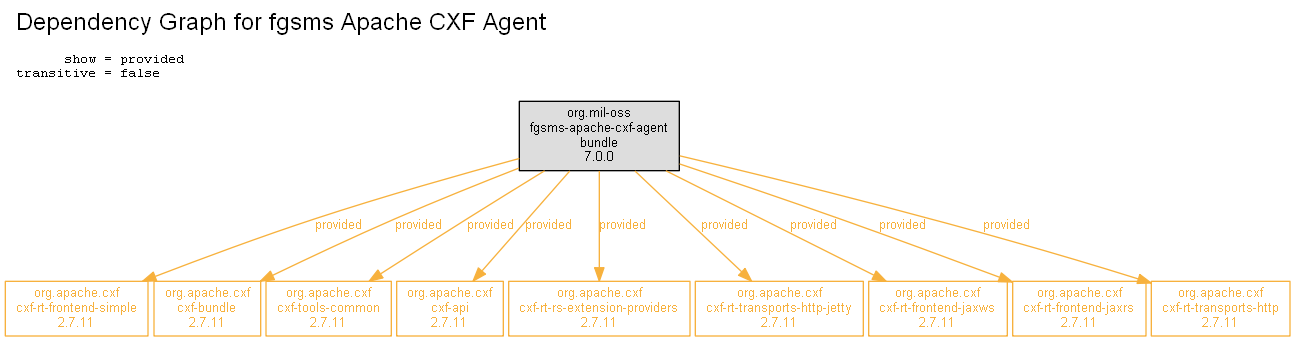 Dependency Graph for fgsms Apache CXF Agent
show = provided
transitive = false
org.mil-oss
fgsms-apache-cxf-agent
bundle
7.0.0
provided
provided
provided
provided
provided
provided
provided
provided
provided
org.apache.cxf
cxf-rt-frontend-simple
2.7.11
org.apache.cxf
cxf-bundle
2.7.11
org.apache.cxf
cxf-tools-common
2.7.11
org.apache.cxf
cxf-api
2.7.11
org.apache.cxf
cxf-rt-rs-extension-providers
2.7.11
org.apache.cxf
cxf-rt-transports-http-jetty
2.7.11
org.apache.cxf
cxf-rt-frontend-jaxws
2.7.11
org.apache.cxf
cxf-rt-frontend-jaxrs
2.7.11
org.apache.cxf
cxf-rt-transports-http
2.7.11